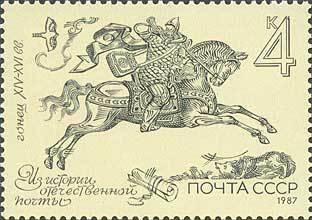 К 4
гонец XIV-XVI вв.
Из истории
отечественной
почты
ПОЧТА СССР
1987